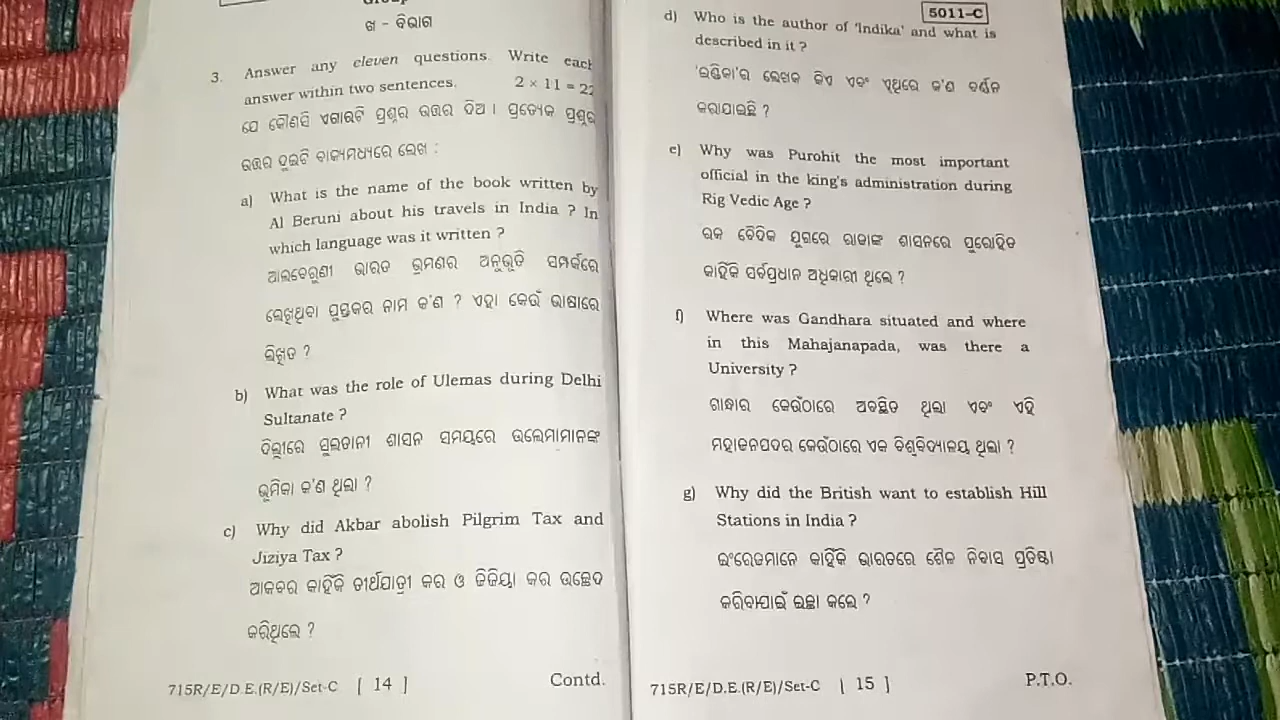 ଖ - ବିଭାଗ
3. Answer any eleven questions. Write each
answer within two sentences. 2 × 11 = 22
ଯେ କୌଣସି ଏଗାରଟି ପ୍ରଶ୍ନର ଉତ୍ତର ଦିଅ । ପ୍ରତ୍ୟେକ ପ୍ରଶ୍ନର
ଉତ୍ତର ଦୁଇଟି ବାକ୍ୟମଧ୍ୟରେ ଲେଖ :
a) What is the name of the book written by
Al Beruni about his travels in India ? In
which language was it written ?
ଆଲବେରୁଣୀ ଭାରତ ଭ୍ରମଣର ଅନୁଭୂତି ସମ୍ପର୍କରେ
ଲେଖିଥିବା ପୁସ୍ତକର ନାମ କ'ଣ ? ଏହା କେଉଁ ଭାଷାରେ
ଲିଖିତ ?
b) What was the role of Ulemas during Delhi
Sultanate ?
ଦିଲ୍ଲୀରେ ସୁଲତାନୀ ଶାସନ ସମୟରେ ଉଲେମାମାନଙ୍କ
ଭୂମିକା କ'ଣ ଥିଲା ?
c) Why did Akbar abolish Pilgrim Tax and
Jiziya Tax ?
ଆକବର କାହିଁକି ତୀର୍ଥଯାତ୍ରୀ କର ଓ ଜିଜିୟା କର ଉଚ୍ଛେଦ
କରିଥିଲେ ?
715R/E/D.E.(R/E)/Set-C [ 14 ] Contd.
5011-C
d) Who is the author of 'Indika' and what is
described in it ?
'ଇଣ୍ଡିକା'ର ଲେଖକ କିଏ ଏବଂ ଏଥିରେ କ'ଣ ବର୍ଣ୍ଣନ
କରାଯାଇଛି ?
e) Why was Purohit the most important
official in the king's administration during
Rig Vedic Age ?
ଋକ ବୈଦିକ ଯୁଗରେ ରାଜାଙ୍କ ଶାସନରେ ପୁରୋହିତ
କାହିଁକି ସର୍ବପ୍ରଧାନ ଅଧିକାରୀ ଥିଲେ ?
f) Where was Gandhara situated and where
in this Mahajanapada, was there a
University ?
ଗାନ୍ଧାର କେଉଁଠାରେ ଅବସ୍ଥିତ ଥିଲା ଏବଂ ଏହି
ମହାଜନପଦର କେଉଁଠାରେ ଏକ ବିଶ୍ୱବିଦ୍ୟାଳୟ ଥିଲା ?
g) Why did the British want to establish Hill
Stations in India ?
ଇଂରେଜମାନେ କାହିଁକି ଭାରତରେ ଶୈଳ ନିବାସ ପ୍ରତିଷ୍ଠା
କରିବାପାଇଁ ଇଚ୍ଛା କଲେ ?
715R/E/D.E.(R/E)/Set-C [ 15 ] P.T.O.